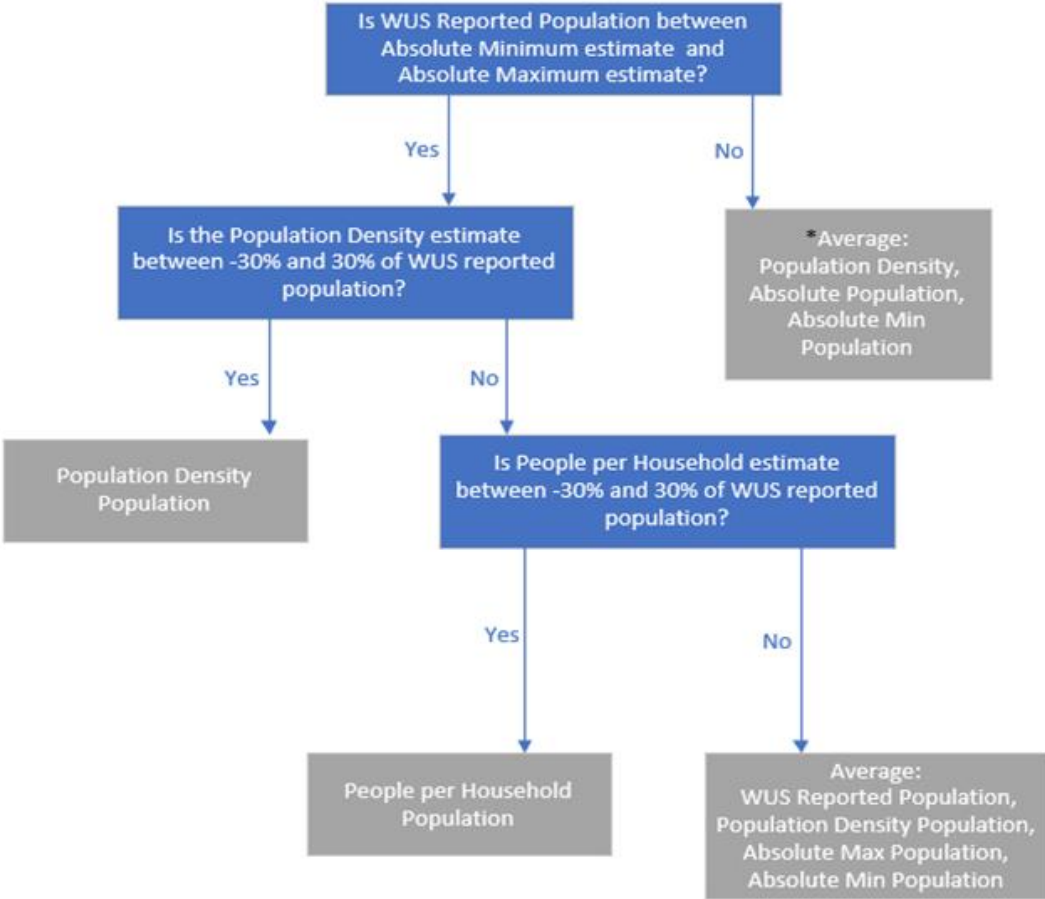 Is WUS Reported Population between
Absolute Minimum estimate and
Absolute Maximum estimate?
Yes
No
Is the Population Density estimate
between -30% and 30% of WUS reported
population?
*Average:
Population Density,
Absolute Population,
Absolute Min
Population
Yes
No
Population Density
Population
Is People per Household estimate
between -30% and 30% of WUS reported
population?
Yes
No
People per Household
Population
Average:
WUS Reported Population,
Population Density Population,
Absolute Max Population,
Absolute Min Population